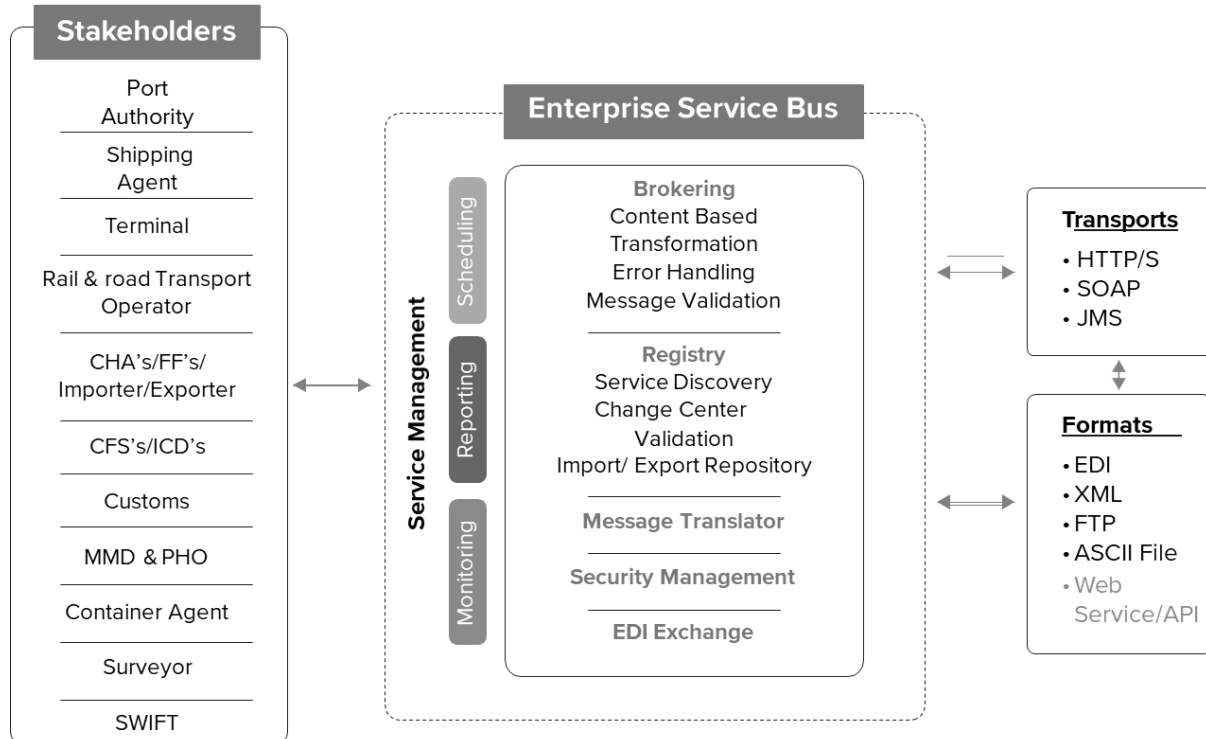 Stakeholders
Port
Authority
Shipping
Agent
Terminal
Rail & road Transport
Operator
CHA's/FF's/
Importer/Exporter
CFS's/ICD's
Customs
MMD & PHO
Container Agent
Surveyor
SWIFT
Enterprise Service Bus
Service Management
Scheduling
Reporting
Monitoring
Brokering
Content Based
Transformation
Error Handling
Message Validation
Registry
Service Discovery
Change Center
Validation
Import/ Export Repository
Message Translator
Security Management
EDI Exchange
Transports
• HTTP/S
• SOAP
• JMS
Formats
• EDI
• XML
• FTP
• ASCII File
• Web
Service/API